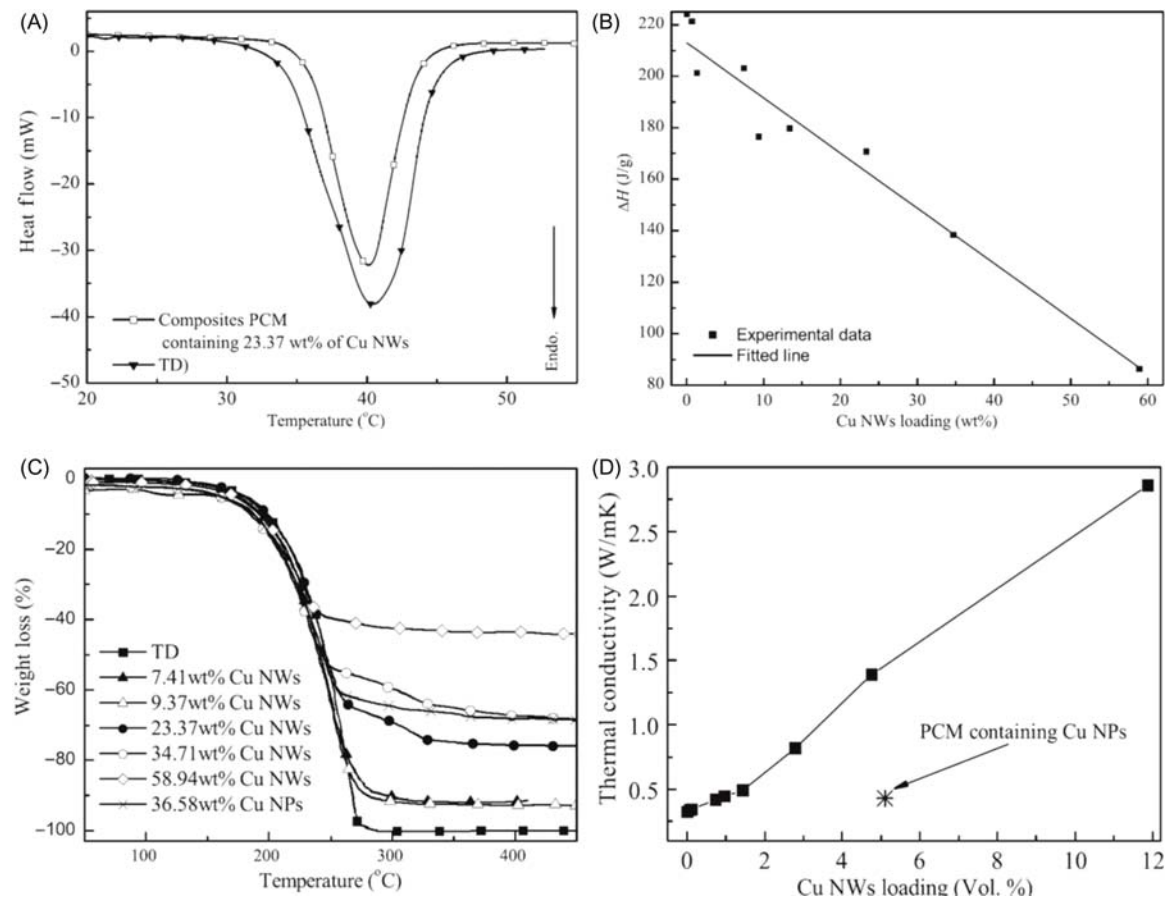 (A)
0
−10
−20
−30
−40
−50
Heat flow (mW)
Composites PCM
containing 23.37 wt% of Cu NWs
TD)
Endo.
20
30
40
50
Temperature (°C)
(B)
220
200
180
160
140
120
100
80
ΔH (J/g)
Experimental data
Fitted line
0
10
20
30
40
50
60
Cu NWs loading (wt%)
(C)
0
−20
−40
−60
−80
−100
Weight loss (%)
TD
7.41wt% Cu NWs
9.37wt% Cu NWs
23.37wt% Cu NWs
34.71wt% Cu NWs
58.94wt% Cu NWs
36.58wt% Cu NPs
100
200
300
400
Temperature (°C)
(D)
3.0
2.5
2.0
1.5
1.0
0.5
Thermal conductivity (W/mK)
PCM containing Cu NPs
0
2
4
6
8
10
12
Cu NWs loading (Vol. %)